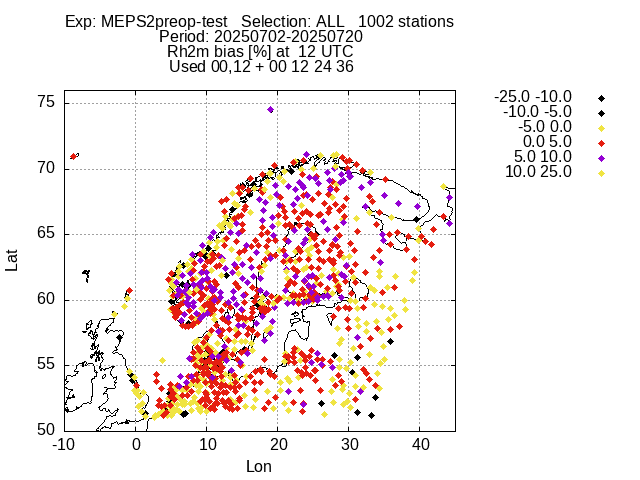 Exp: MEPS2preop-test   Selection: ALL   1002 stations
Period: 20250702-20250720
Rh2m bias [%] at  12 UTC
Used 00,12 + 00 12 24 36
-25.0 -10.0
-10.0 -5.0
-5.0 0.0
0.0 5.0
5.0 10.0
10.0 25.0
75
70
65
60
55
50
Lat
-10 0 10 20 30 40
Lon